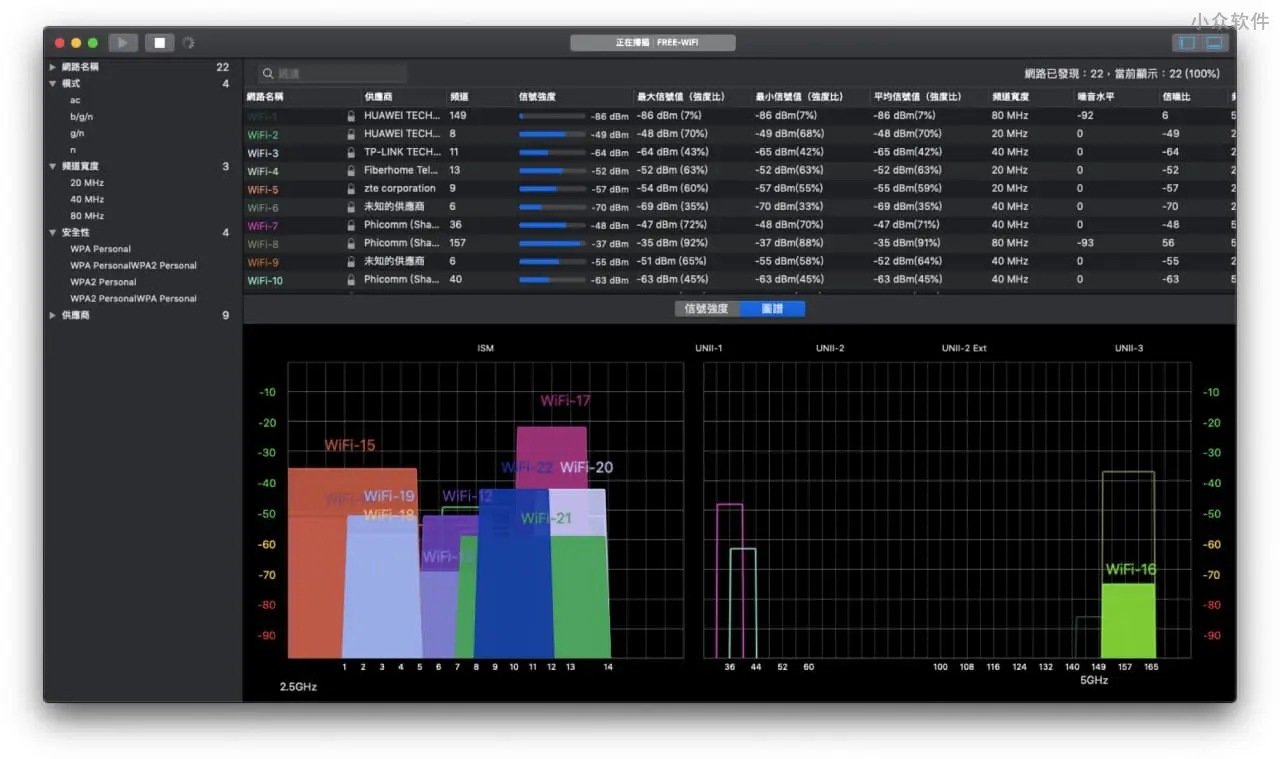 小众软件
正在掃描 | FREE-WIFI
網路名稱 22
模式 4
ac
b/g/n
g/n
n
頻道寬度 3
20 MHz
40 MHz
80 MHz
安全性 4
WPA Personal
WPA PersonalWPA2 Personal
WPA2 Personal
WPA2 PersonalWPA Personal
供應商 9
網路已發現：22，當前顯示：22 (100%)
網路名稱 供應商 頻道 信號強度 最大信號值（強度比） 最小信號值（強度比） 平均信號值（強度比） 頻道寬度 噪音水平 信噪比
WiFi-1 HUAWEI TECH... 149 -86 dBm -86 dBm (7%) -86 dBm(7%) -86 dBm(7%) 80 MHz -92 6 5
WiFi-2 HUAWEI TECH... 8 -49 dBm -48 dBm (70%) -49 dBm(68%) -48 dBm(70%) 20 MHz 0 -49 2
WiFi-3 TP-LINK TECH... 11 -64 dBm -64 dBm (43%) -65 dBm(42%) -65 dBm(42%) 40 MHz 0 -64 2
WiFi-4 Fiberhome Tel... 13 -52 dBm -52 dBm (63%) -52 dBm(63%) -52 dBm(63%) 20 MHz 0 -52 2
WiFi-5 zte corporation 9 -57 dBm -54 dBm (60%) -57 dBm(55%) -55 dBm(59%) 20 MHz 0 -57 2
WiFi-6 未知的供應商 6 -70 dBm -69 dBm (35%) -70 dBm(33%) -69 dBm(35%) 40 MHz 0 -70 2
WiFi-7 Phicomm (Sha... 36 -48 dBm -47 dBm (72%) -48 dBm(70%) -47 dBm(71%) 40 MHz 0 -48 5
WiFi-8 Phicomm (Sha... 157 -37 dBm -35 dBm (92%) -37 dBm(88%) -35 dBm(91%) 80 MHz -93 56 5
WiFi-9 未知的供應商 6 -55 dBm -51 dBm (65%) -55 dBm(58%) -52 dBm(64%) 40 MHz 0 -55 2
WiFi-10 Phicomm (Sha... 40 -63 dBm -63 dBm (45%) -63 dBm(45%) -63 dBm(45%) 40 MHz 0 -63 5
信號強度 圖譜
ISM UNII-1 UNII-2 UNII-2 Ext UNII-3
-10 -10
-20 -20
-30 -30
-40 -40
-50 -50
-60 -60
-70 -70
-80 -80
-90 -90
WiFi-17
WiFi-15
WiFi-22 WiFi-20
WiFi-19 WiFi-12
WiFi-18
WiFi-21
WiFi-16
1 2 3 4 5 6 7 8 9 10 11 12 13 14 36 44 52 60 100 108 116 124 132 140 149 157 165
2.5GHz 5GHz